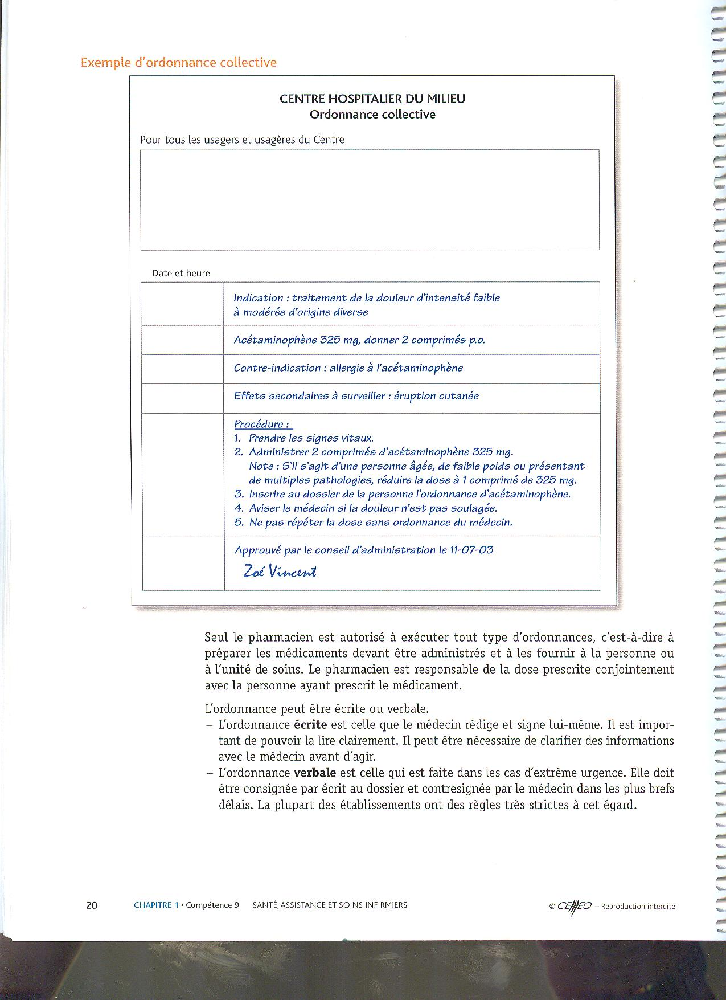 Exemple d'ordonnance collective
CENTRE HOSPITALIER DU MILIEU
Ordonnance collective
Pour tous les usagers et usagères du Centre
Date et heure
Indication : traitement de la douleur d'intensité faible
à modérée d'origine diverse
Acétaminophène 325 mg, donner 2 comprimés p.o.
Contre-indication : allergie à l'acétaminophène
Effets secondaires à surveiller : éruption cutanée
Procédure :
1. Prendre les signes vitaux.
2. Administrer 2 comprimés d'acétaminophène 325 mg.
Note : S'il s'agit d'une personne âgée, de faible poids ou présentant
de multiples pathologies, réduire la dose à 1 comprimé de 325 mg.
3. Inscrire au dossier de la personne l'ordonnance d'acétaminophène.
4. Aviser le médecin si la douleur n'est pas soulagée.
5. Ne pas répéter la dose sans ordonnance du médecin.
Approuvé par le conseil d'administration le 11-07-03
Zoé Vincent
Seul le pharmacien est autorisé à exécuter tout type d'ordonnances, c'est-à-dire à
préparer les médicaments devant être administrés et à les fournir à la personne ou
à l'unité de soins. Le pharmacien est responsable de la dose prescrite conjointement
avec la personne ayant prescrit le médicament.
L'ordonnance peut être écrite ou verbale.
– L'ordonnance écrite est celle que le médecin rédige et signe lui-même. Il est impor-
tant de pouvoir la lire clairement. Il peut être nécessaire de clarifier des informations
avec le médecin avant d'agir.
– L'ordonnance verbale est celle qui est faite dans les cas d'extrême urgence. Elle doit
être consignée par écrit au dossier et contresignée par le médecin dans les plus brefs
délais. La plupart des établissements ont des règles très strictes à cet égard.
20 CHAPITRE 1 • Compétence 9 SANTÉ, ASSISTANCE ET SOINS INFIRMIERS © CEMEQ – Reproduction interdite